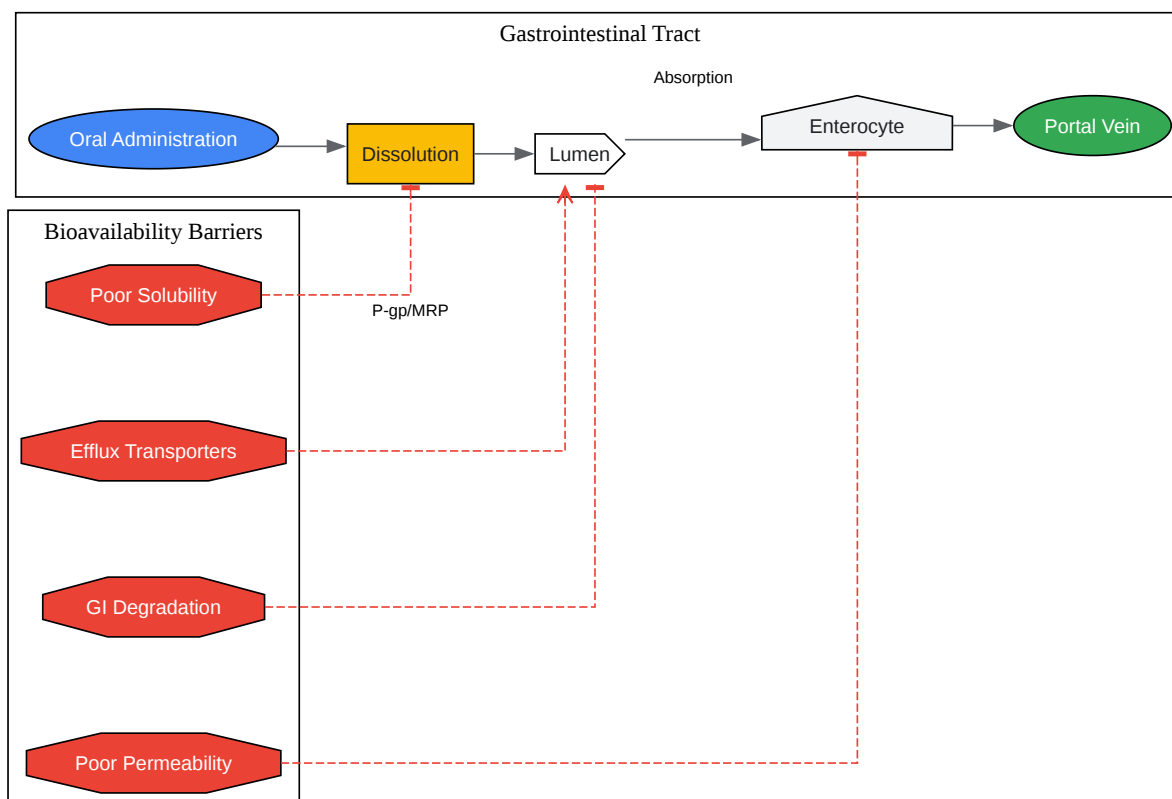 Gastrointestinal Tract
Absorption
Oral Administration
Dissolution
Lumen
Enterocyte
Portal Vein
Bioavailability Barriers
Poor Solubility
P-gp/MRP
Efflux Transporters
GI Degradation
Poor Permeability